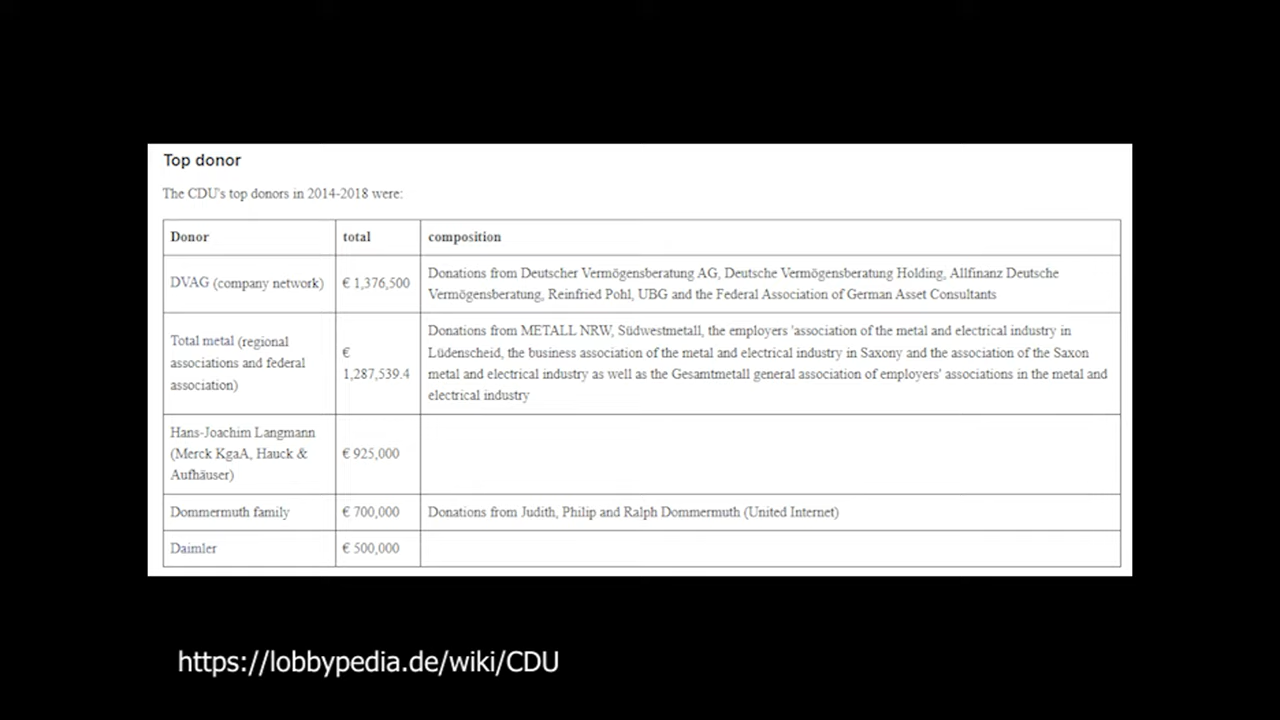 Top donor
The CDU's top donors in 2014-2018 were:
Donor total composition
DVAG (company network) € 1,376,500 Donations from Deutscher Vermögensberatung AG, Deutsche Vermögensberatung Holding, Allfinanz Deutsche
Vermögensberatung, Reinfried Pohl, UBG and the Federal Association of German Asset Consultants
Total metal (regional
associations and federal
association)
€
1,287,539.4
Donations from METALL NRW, Südwestmetall, the employers 'association of the metal and electrical industry in
Lüdenscheid, the business association of the metal and electrical industry in Saxony and the association of the Saxon
metal and electrical industry as well as the Gesamtmetall general association of employers' associations in the metal and
electrical industry
Hans-Joachim Langmann
(Merck KgaA, Hauck &
Aufhäuser)
€ 925,000
Dommermuth family € 700,000 Donations from Judith, Philip and Ralph Dommermuth (United Internet)
Daimler € 500,000
https://lobbypedia.de/wiki/CDU